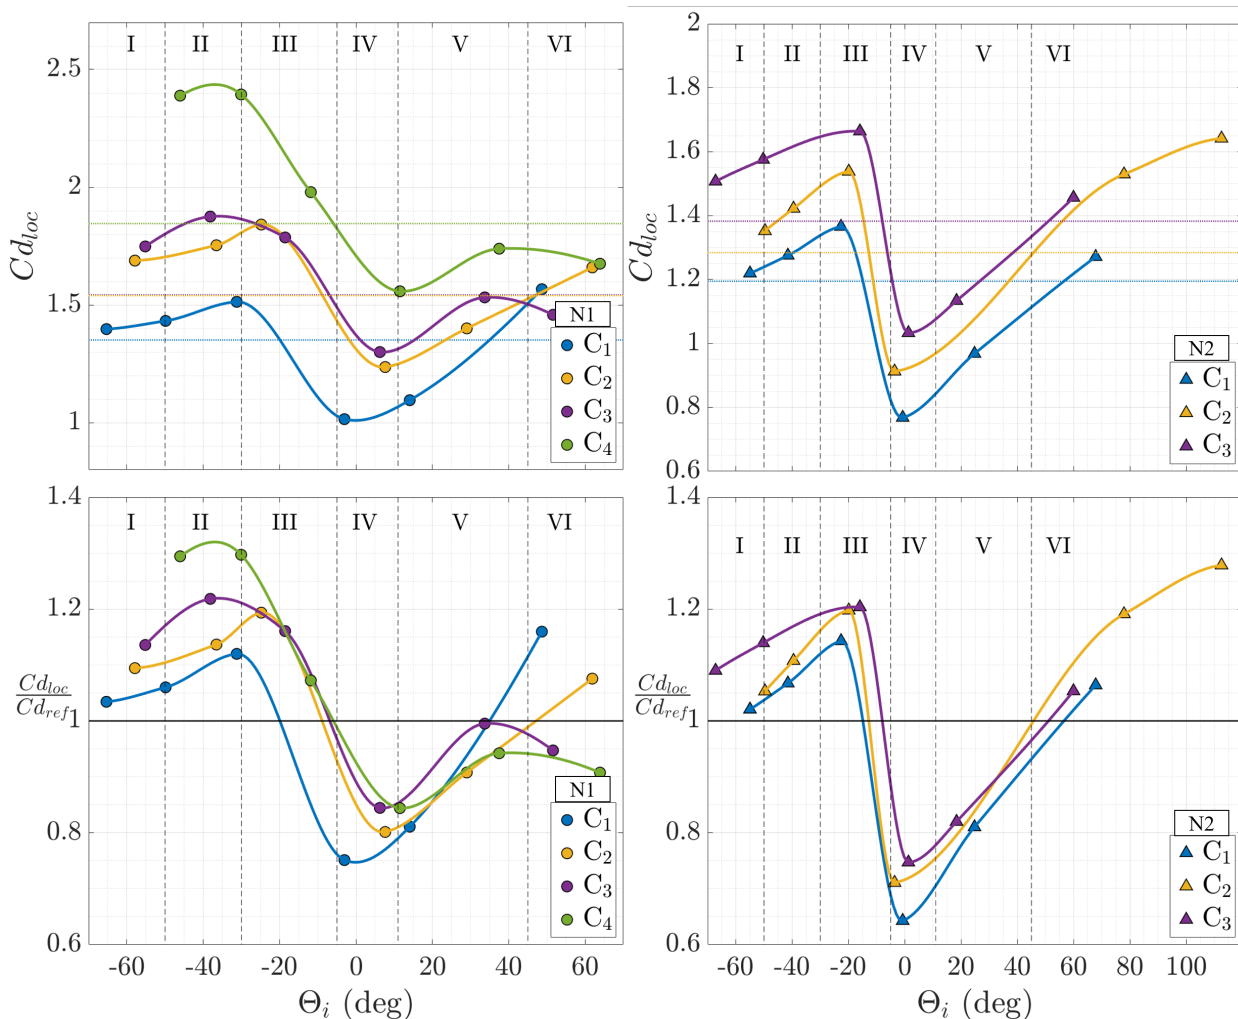 I II III IV V VI
2.5
2
1.5
1
Cd_loc
N1
C1
C2
C3
C4
I II III IV V VI
2
1.8
1.6
1.4
1.2
1
0.8
0.6
Cd_loc
N2
C1
C2
C3
I II III IV V VI
1.4
1.2
1
0.8
0.6
Cd_loc
Cd_ref
N1
C1
C2
C3
C4
-60 -40 -20 0 20 40 60
Θi (deg)
I II III IV V VI
1.4
1.2
1
0.8
0.6
Cd_loc
Cd_ref
N2
C1
C2
C3
-60 -40 -20 0 20 40 60 80 100
Θi (deg)